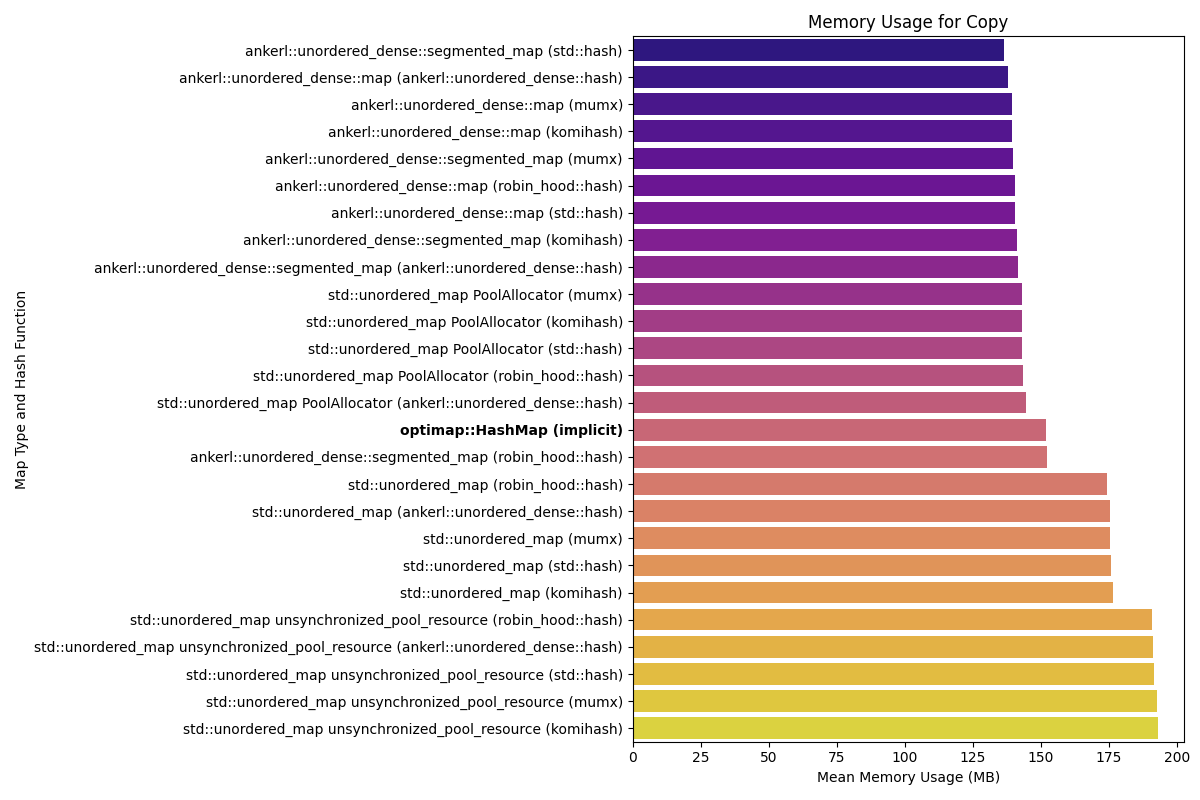 Memory Usage for Copy
ankerl::unordered_dense::segmented_map (std::hash)
ankerl::unordered_dense::map (ankerl::unordered_dense::hash)
ankerl::unordered_dense::map (mumx)
ankerl::unordered_dense::map (komihash)
ankerl::unordered_dense::segmented_map (mumx)
ankerl::unordered_dense::map (robin_hood::hash)
ankerl::unordered_dense::map (std::hash)
ankerl::unordered_dense::segmented_map (komihash)
ankerl::unordered_dense::segmented_map (ankerl::unordered_dense::hash)
std::unordered_map PoolAllocator (mumx)
std::unordered_map PoolAllocator (komihash)
std::unordered_map PoolAllocator (std::hash)
std::unordered_map PoolAllocator (robin_hood::hash)
std::unordered_map PoolAllocator (ankerl::unordered_dense::hash)
optimap::HashMap (implicit)
ankerl::unordered_dense::segmented_map (robin_hood::hash)
std::unordered_map (robin_hood::hash)
std::unordered_map (ankerl::unordered_dense::hash)
std::unordered_map (mumx)
std::unordered_map (std::hash)
std::unordered_map (komihash)
std::unordered_map unsynchronized_pool_resource (robin_hood::hash)
std::unordered_map unsynchronized_pool_resource (ankerl::unordered_dense::hash)
std::unordered_map unsynchronized_pool_resource (std::hash)
std::unordered_map unsynchronized_pool_resource (mumx)
std::unordered_map unsynchronized_pool_resource (komihash)
Map Type and Hash Function
0 25 50 75 100 125 150 175 200
Mean Memory Usage (MB)